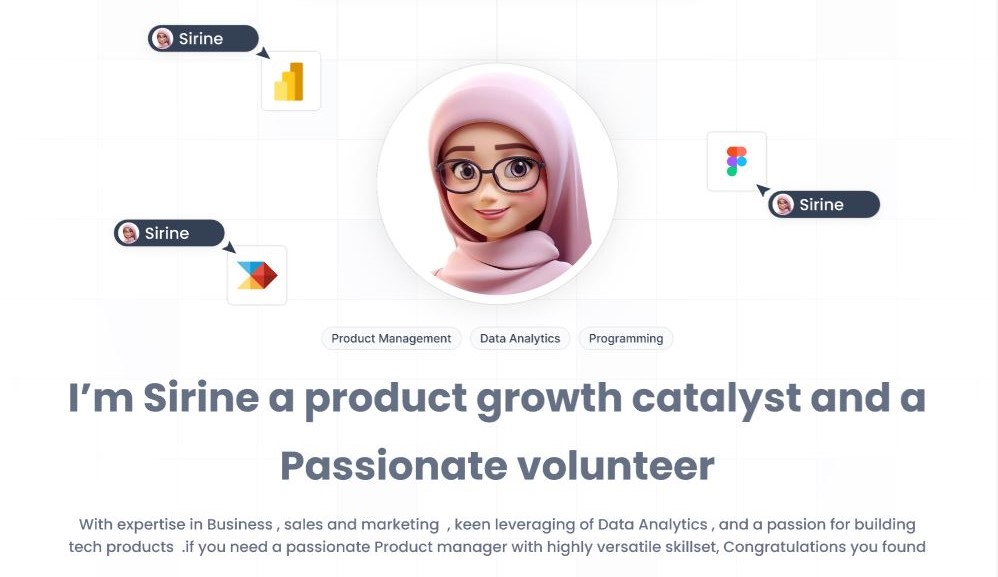 Sirine
Sirine
Sirine
Product Management
Data Analytics
Programming
I’m Sirine a product growth catalyst and a
Passionate volunteer
With expertise in Business , sales and marketing  , keen leveraging of Data Analytics , and a passion for building
tech products  .if you need a passionate Product manager with highly versatile skillset, Congratulations you found